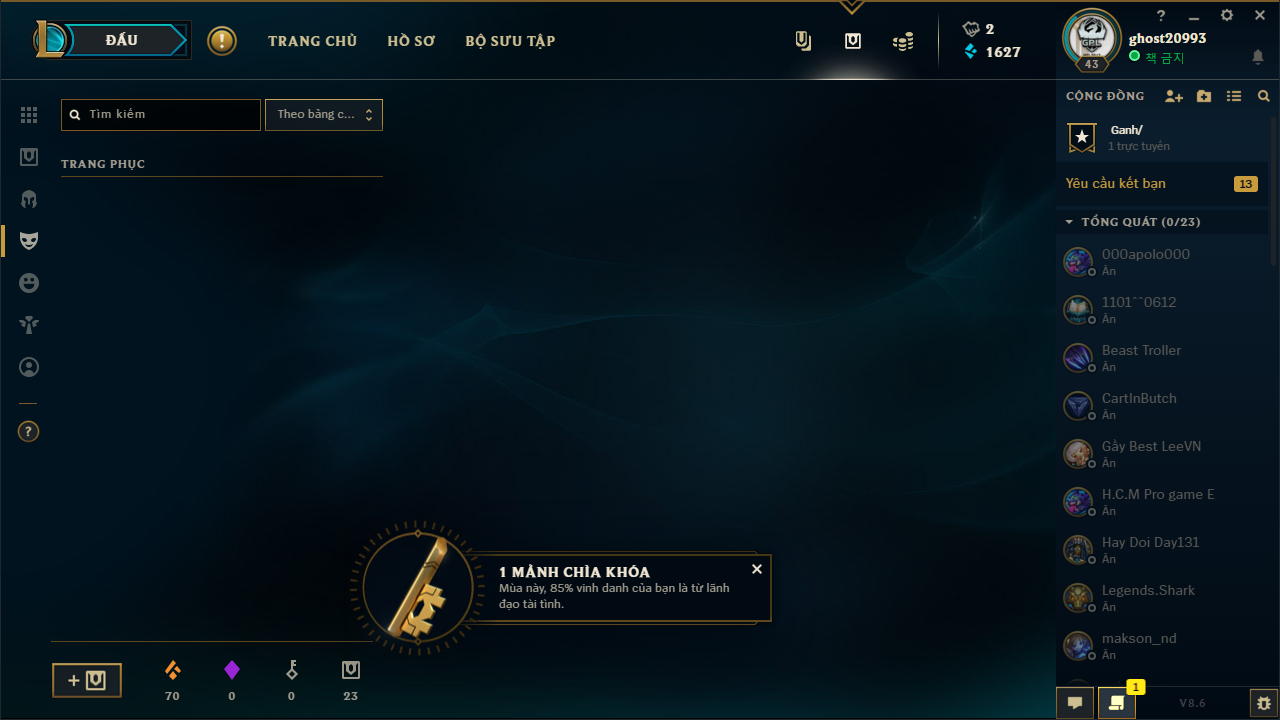 ĐẤU
TRANG CHỦ
HỒ SƠ
BỘ SƯU TẬP
2
1627
ghost20993
책 금지
43
GPL
CỘNG ĐỒNG
Tìm kiếm
Theo bảng c...
TRANG PHỤC
Ganh/
1 trực tuyến
Yêu cầu kết bạn
13
TỔNG QUÁT (0/23)
000apolo000
Ẩn
1101ˆˆ0612
Ẩn
Beast Troller
Ẩn
CartInButch
Ẩn
Gầy Best LeeVN
Ẩn
H.C.M Pro game E
Ẩn
Hay Doi Day131
Ẩn
Legends.Shark
Ẩn
makson_nd
Ẩn
1 MẢNH CHÌA KHÓA
Mùa này, 85% vinh danh của bạn là từ lãnh
đạo tài tình.
70
0
0
23
1
V8.6